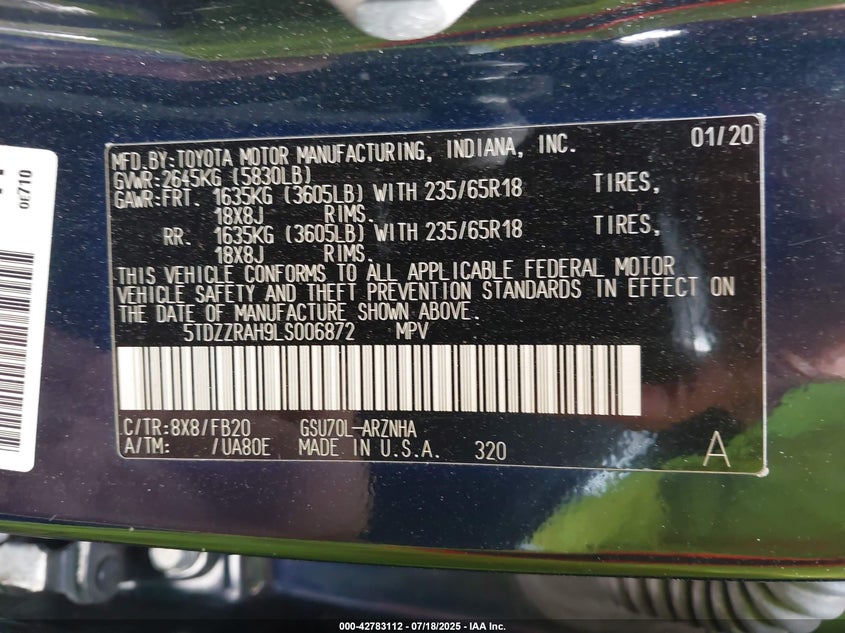 MFD.BY:TOYOTA MOTOR MANUFACTURING, INDIANA, INC. 01/20
GVWR:2645KG (5830LB)
GAWR:FRT. 1635KG (3605LB) WITH 235/65R18 TIRES,
18X8J RIMS.
RR. 1635KG (3605LB) WITH 235/65R18 TIRES,
18X8J RIMS.
THIS VEHICLE CONFORMS TO ALL APPLICABLE FEDERAL MOTOR
VEHICLE SAFETY AND THEFT PREVENTION STANDARDS IN EFFECT ON
THE DATE OF MANUFACTURE SHOWN ABOVE.
5TDZZRAH9LS006872 MPV
C/TR:8X8/FB20 GSU70L-ARZNHA
A/TM: /UA80E MADE IN U.S.A. 320 A
0E710
000-42783112 / 07/18/2025 - IAA Inc.